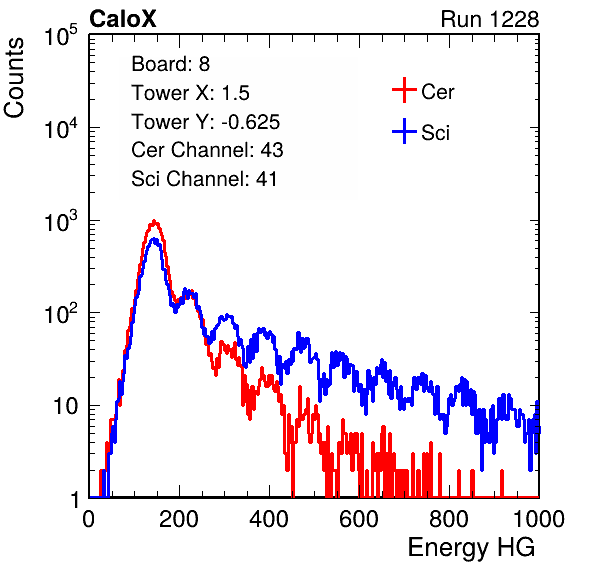 CaloX Run 1228
Counts
10^5
10^4
10^3
10^2
10
1
Board: 8
Tower X: 1.5
Tower Y: -0.625
Cer Channel: 43
Sci Channel: 41
Cer
Sci
0 200 400 600 800 1000
Energy HG